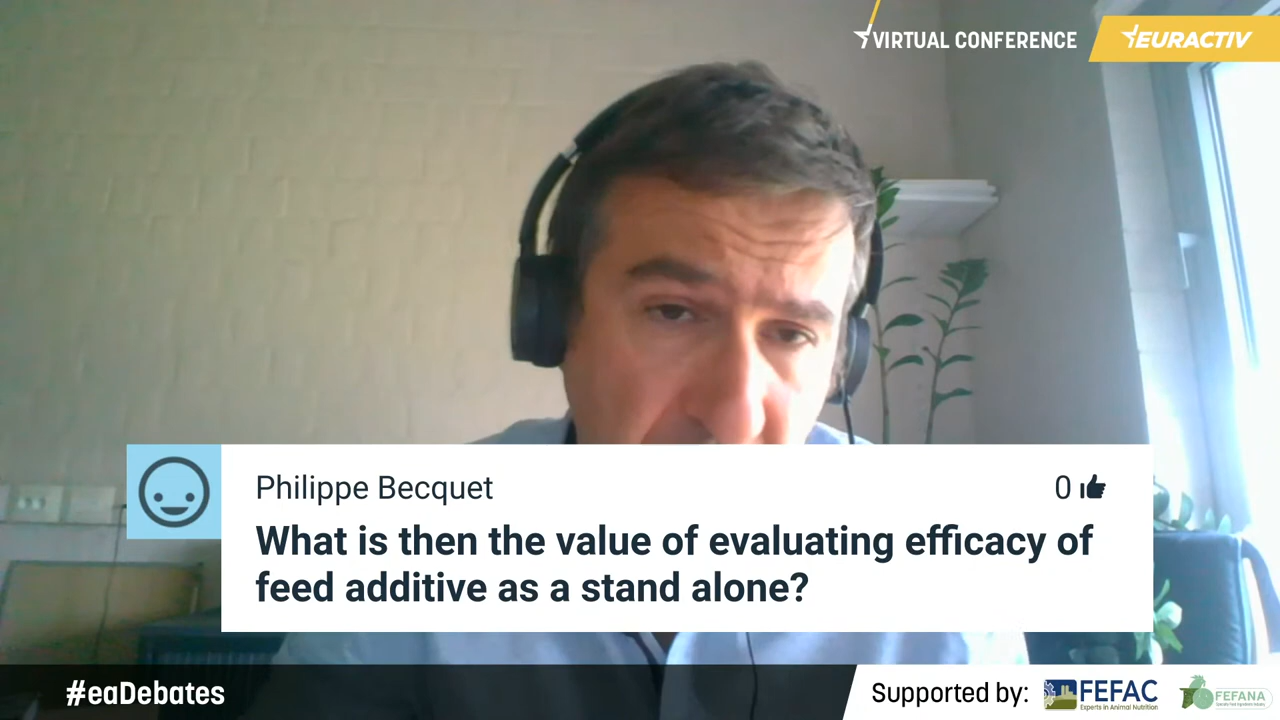 VIRTUAL CONFERENCE
EURACTIV
Philippe Becquet
0
What is then the value of evaluating efficacy of
feed additive as a stand alone?
#eaDebates
Supported by:
FEFAC
Experts in Animal Nutrition
FEFANA